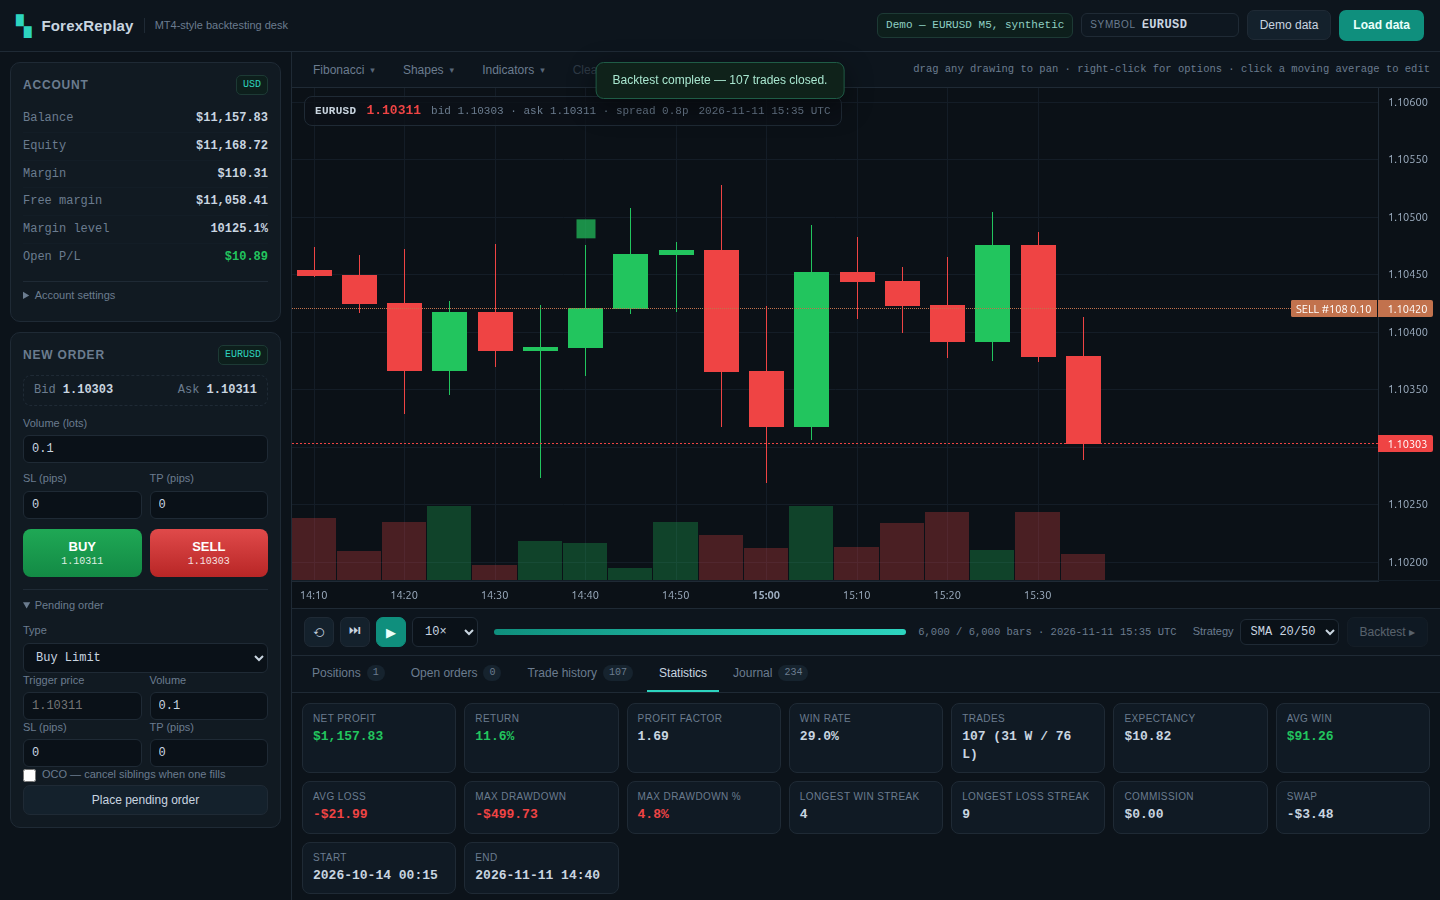 ForexReplay
MT4-style backtesting desk
Demo — EURUSD M5, synthetic
SYMBOL EURUSD
Demo data
Load data
ACCOUNT
USD
Balance $11,157.83
Equity $11,168.72
Margin $110.31
Free margin $11,058.41
Margin level 10125.1%
Open P/L $10.89
Account settings
NEW ORDER
EURUSD
Bid 1.10303 Ask 1.10311
Volume (lots)
0.1
SL (pips) TP (pips)
0 0
BUY
1.10311
SELL
1.10303
Pending order
Type
Buy Limit
Trigger price Volume
1.10311 0.1
SL (pips) TP (pips)
0 0
OCO — cancel siblings when one fills
Place pending order
Fibonacci
Shapes
Indicators
drag any drawing to pan · right-click for options · click a moving average to edit
Backtest complete — 107 trades closed.
EURUSD 1.10311 bid 1.10303 · ask 1.10311 · spread 0.8p 2026-11-11 15:35 UTC
1.10600
1.10550
1.10500
1.10450
SELL #108 0.10 1.10420
1.10400
1.10350
1.10303
1.10250
1.10200
14:10 14:20 14:30 14:40 14:50 15:00 15:10 15:20 15:30
10×
6,000 / 6,000 bars · 2026-11-11 15:35 UTC
Strategy
SMA 20/50
Backtest ▸
Positions 1
Open orders 0
Trade history 107
Statistics
Journal 234
NET PROFIT
$1,157.83
RETURN
11.6%
PROFIT FACTOR
1.69
WIN RATE
29.0%
TRADES
107 (31 W / 76
L)
EXPECTANCY
$10.82
AVG WIN
$91.26
AVG LOSS
-$21.99
MAX DRAWDOWN
-$499.73
MAX DRAWDOWN %
4.8%
LONGEST WIN STREAK
4
LONGEST LOSS STREAK
9
COMMISSION
$0.00
SWAP
-$3.48
START
2026-10-14 00:15
END
2026-11-11 14:40